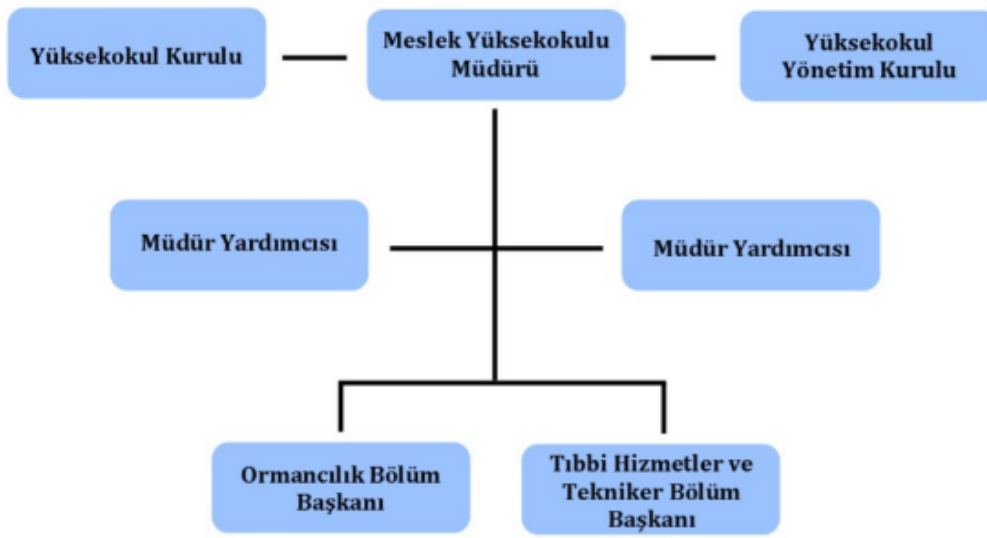 Yüksekokul Kurulu
Meslek Yüksekokulu
Müdürü
Yüksekokul
Yönetim Kurulu
Müdür Yardımcısı
Müdür Yardımcısı
Ormancılık Bölüm
Başkanı
Tıbbi Hizmetler ve
Tekniker Bölüm
Başkanı